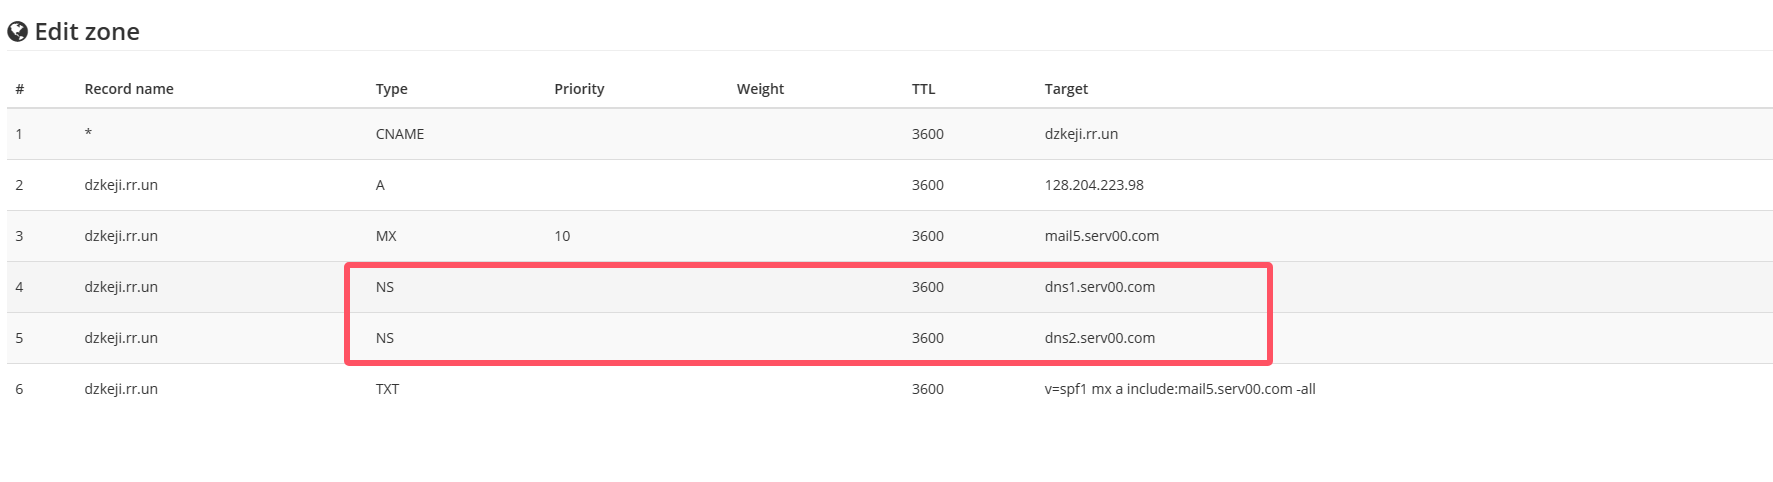 Edit zone
# Record name Type Priority Weight TTL Target
1 * CNAME 3600 dzkeji.rr.un
2 dzkeji.rr.un A 3600 128.204.223.98
3 dzkeji.rr.un MX 10 3600 mail5.serv00.com
4 dzkeji.rr.un NS 3600 dns1.serv00.com
5 dzkeji.rr.un NS 3600 dns2.serv00.com
6 dzkeji.rr.un TXT 3600 v=spf1 mx a include:mail5.serv00.com -all